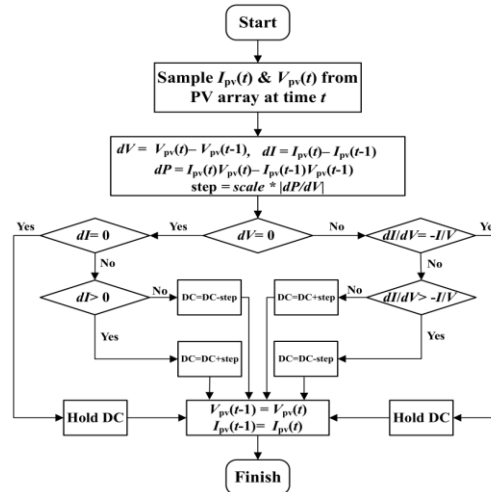 Start
Sample Ipv(t) & Vpv(t) from
PV array at time t
dV = Vpv(t)– Vpv(t-1), dI = Ipv(t)– Ipv(t-1)
dP = Ipv(t)Vpv(t)– Ipv(t-1)Vpv(t-1)
step = scale * |dP/dV|
Yes
dI= 0
Yes
dV= 0
No
dI/dV= -I/V
Yes
No
No
dI> 0
No
DC=DC-step
DC=DC+step
No
dI/dV> -I/V
Yes
Yes
DC=DC+step
DC=DC-step
Hold DC
Vpv(t-1) = Vpv(t)
Ipv(t-1)= Ipv(t)
Hold DC
Finish